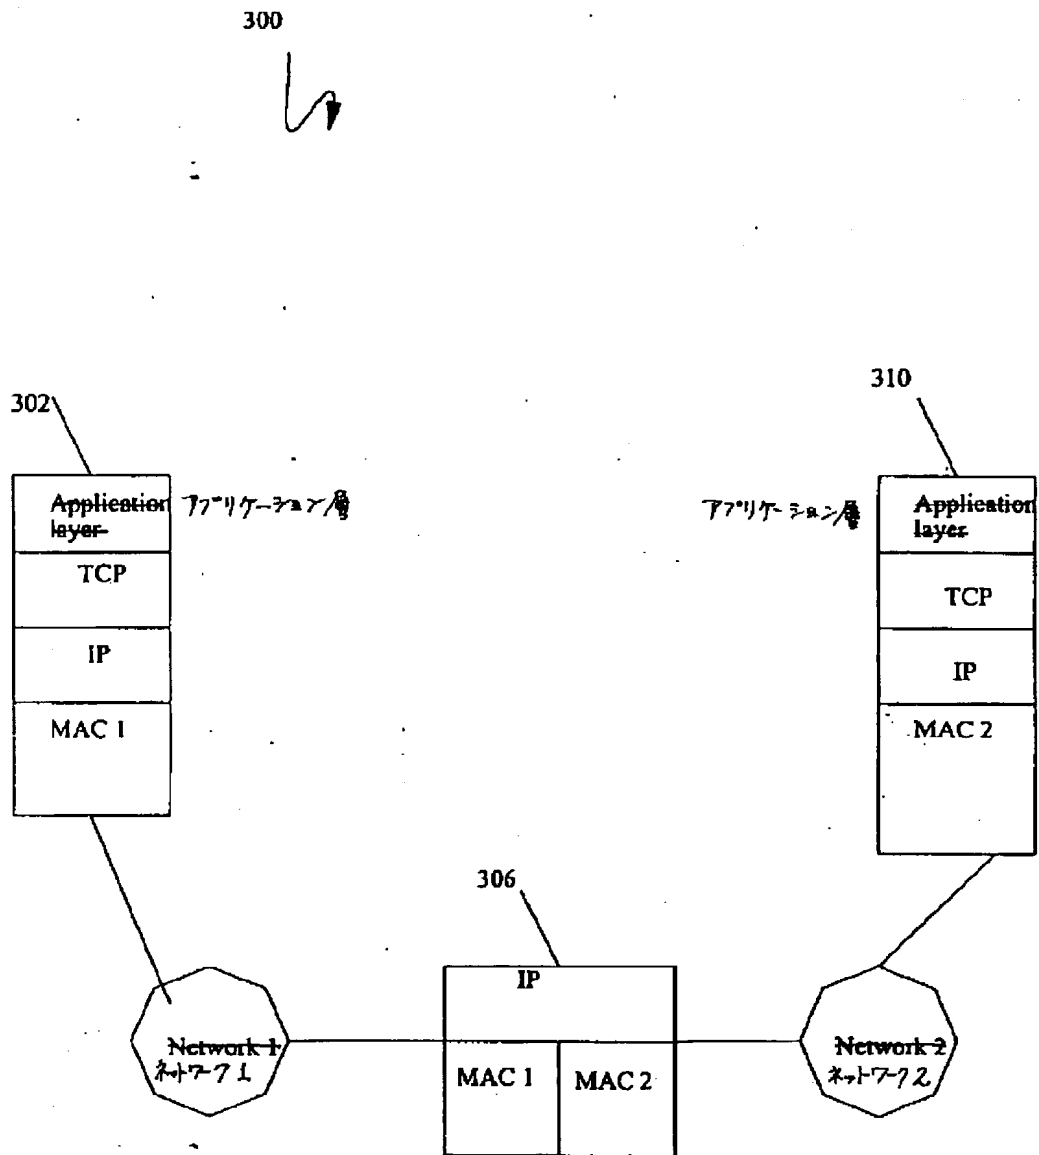 300
310
302
Application アプリケーション層
layer
アプリケーション層 Application
layer
TCP
TCP
IP
IP
MAC 1
MAC 2
306
IP
Network 1
ネットワーク1
Network 2
ネットワーク2
MAC 1 MAC 2